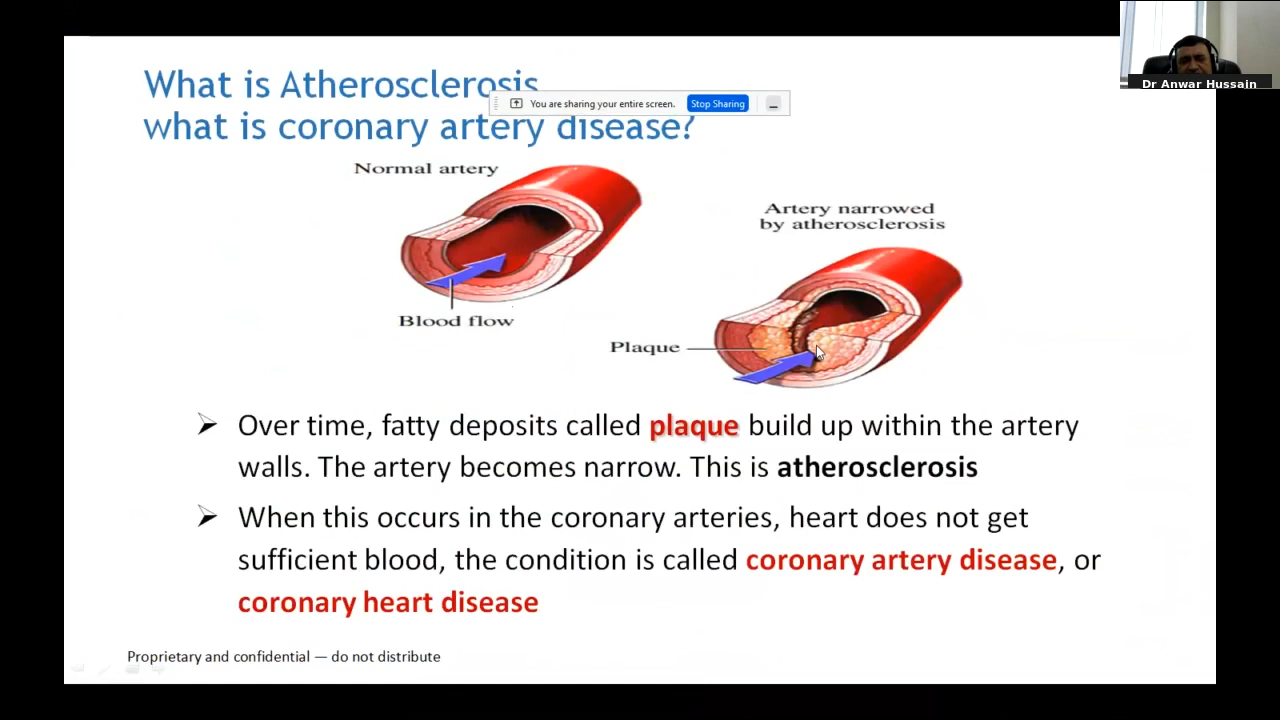 What is Atherosclerosis
what is coronary artery disease?
You are sharing your entire screen.
Stop Sharing
Dr Anwar Hussain
Normal artery
Blood flow
Artery narrowed
by atherosclerosis
Plaque
Over time, fatty deposits called plaque build up within the artery
walls. The artery becomes narrow. This is atherosclerosis
When this occurs in the coronary arteries, heart does not get
sufficient blood, the condition is called coronary artery disease, or
coronary heart disease
Proprietary and confidential — do not distribute